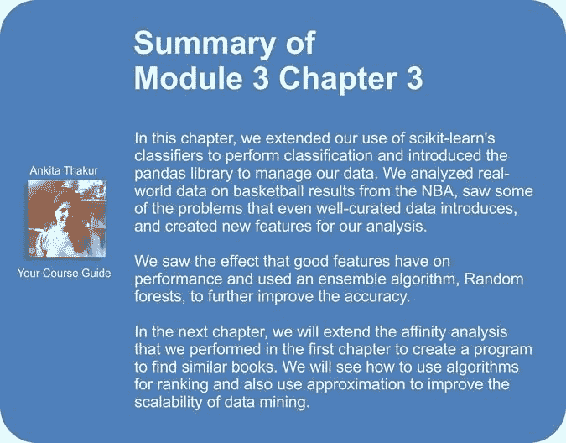 Summary of
Module 3 Chapter 3
In this chapter, we extended our use of scikit-learn's
classifiers to perform classification and introduced the
pandas library to manage our data. We analyzed real-
world data on basketball results from the NBA, saw some
of the problems that even well-curated data introduces,
and created new features for our analysis.
Ankita Thakur
Your Course Guide
We saw the effect that good features have on
performance and used an ensemble algorithm, Random
forests, to further improve the accuracy.
In the next chapter, we will extend the affinity analysis
that we performed in the first chapter to create a program
to find similar books. We will see how to use algorithms
for ranking and also use approximation to improve the
scalability of data mining.